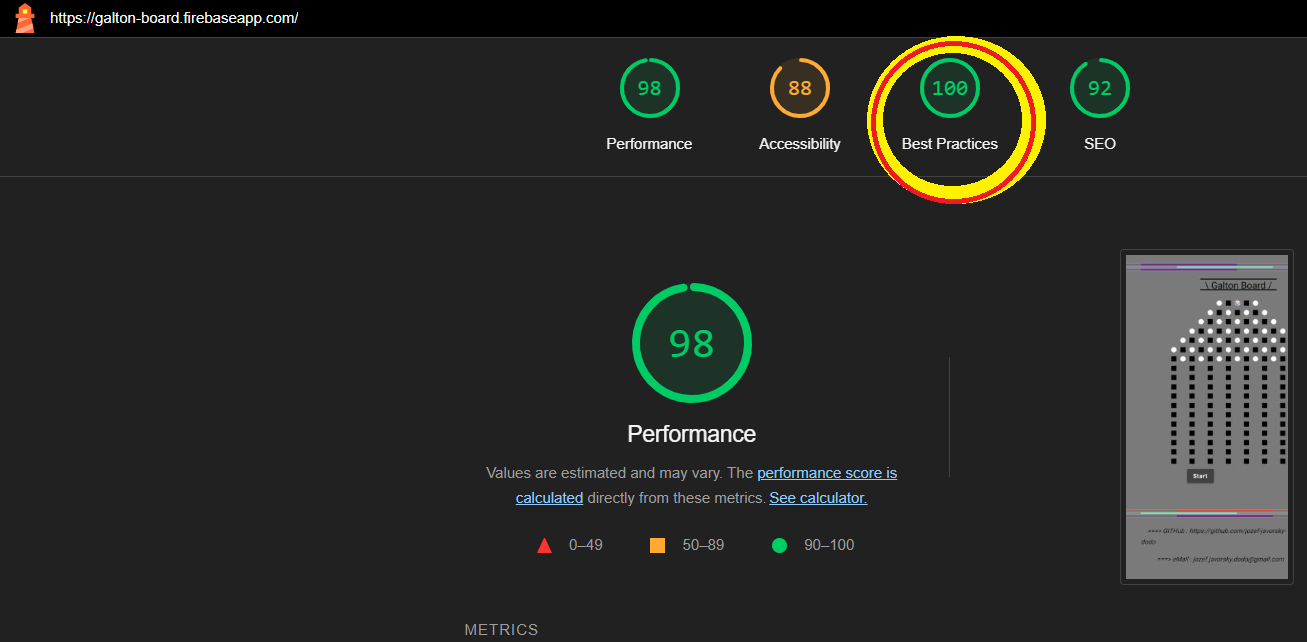 https://galton-board.firebaseapp.com/
98
88
100
92
Performance
Accessibility
Best Practices
SEO
98
Performance
Values are estimated and may vary. The performance score is
calculated directly from these metrics. See calculator.
0–49
50–89
90–100
\ Galton Board /
Start
===> GITHub : https://github.com/jozef-javorsky-
dodo
===> eMail : jozef.javorsky.dodo@gmail.com
METRICS